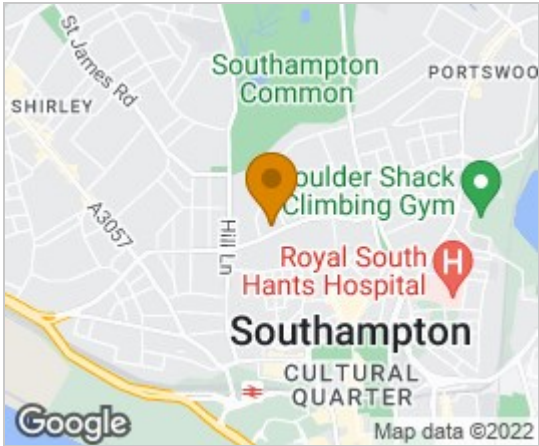 St James Rd
Southampton
Common
PORTSWOO
SHIRLEY
oulder Shack
Climbing Gym
A3057
Hill Ln
Royal South
Hants Hospital
H
Southampton
CULTURAL
QUARTER
Google
Map data ©2022